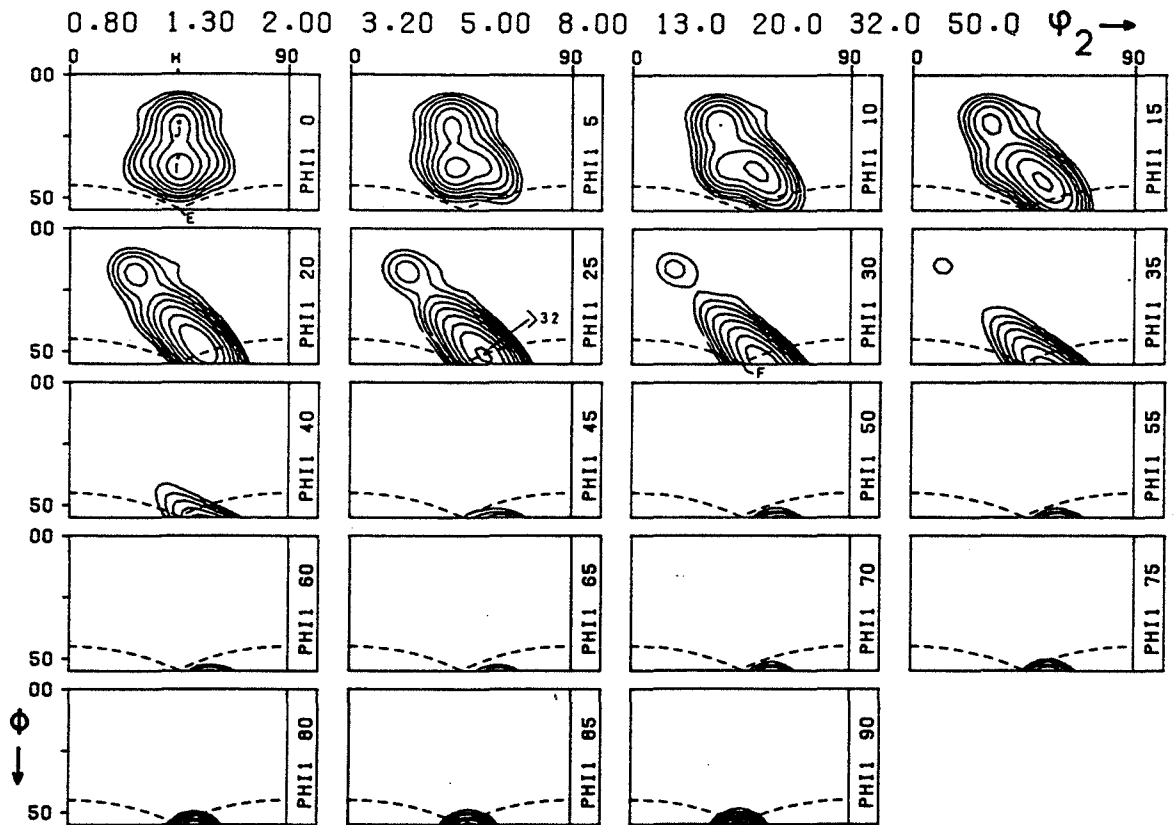 0.80 1.30 2.00 3.20 5.00 8.00 13.0 20.0 32.0 50.0 φ2 →
0 H 90 0 90 0 90 0 90
00 PHI1 0 PHI1 5 PHI1 10 PHI1 15
j
i
50
E
00 PHI1 20 PHI1 25 PHI1 30 PHI1 35
>32
50
F
00 PHI1 40 PHI1 45 PHI1 50 PHI1 55
50
00 PHI1 60 PHI1 65 PHI1 70 PHI1 75
50
00 PHI1 80 PHI1 85 PHI1 90
ϕ
↓
50